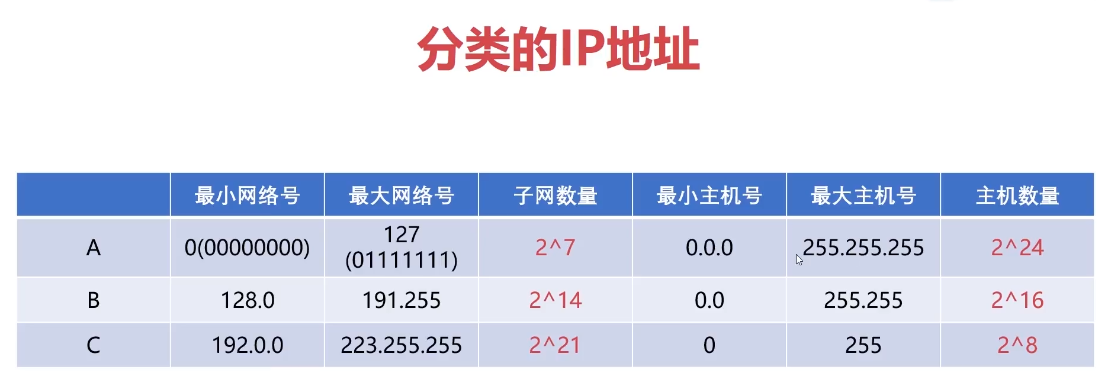 分类的IP地址
最小网络号 最大网络号 子网数量 最小主机号 最大主机号 主机数量
A 0(00000000) 127 (01111111) 2^7 0.0.0 255.255.255 2^24
B 128.0 191.255 2^14 0.0 255.255 2^16
C 192.0.0 223.255.255 2^21 0 255 2^8